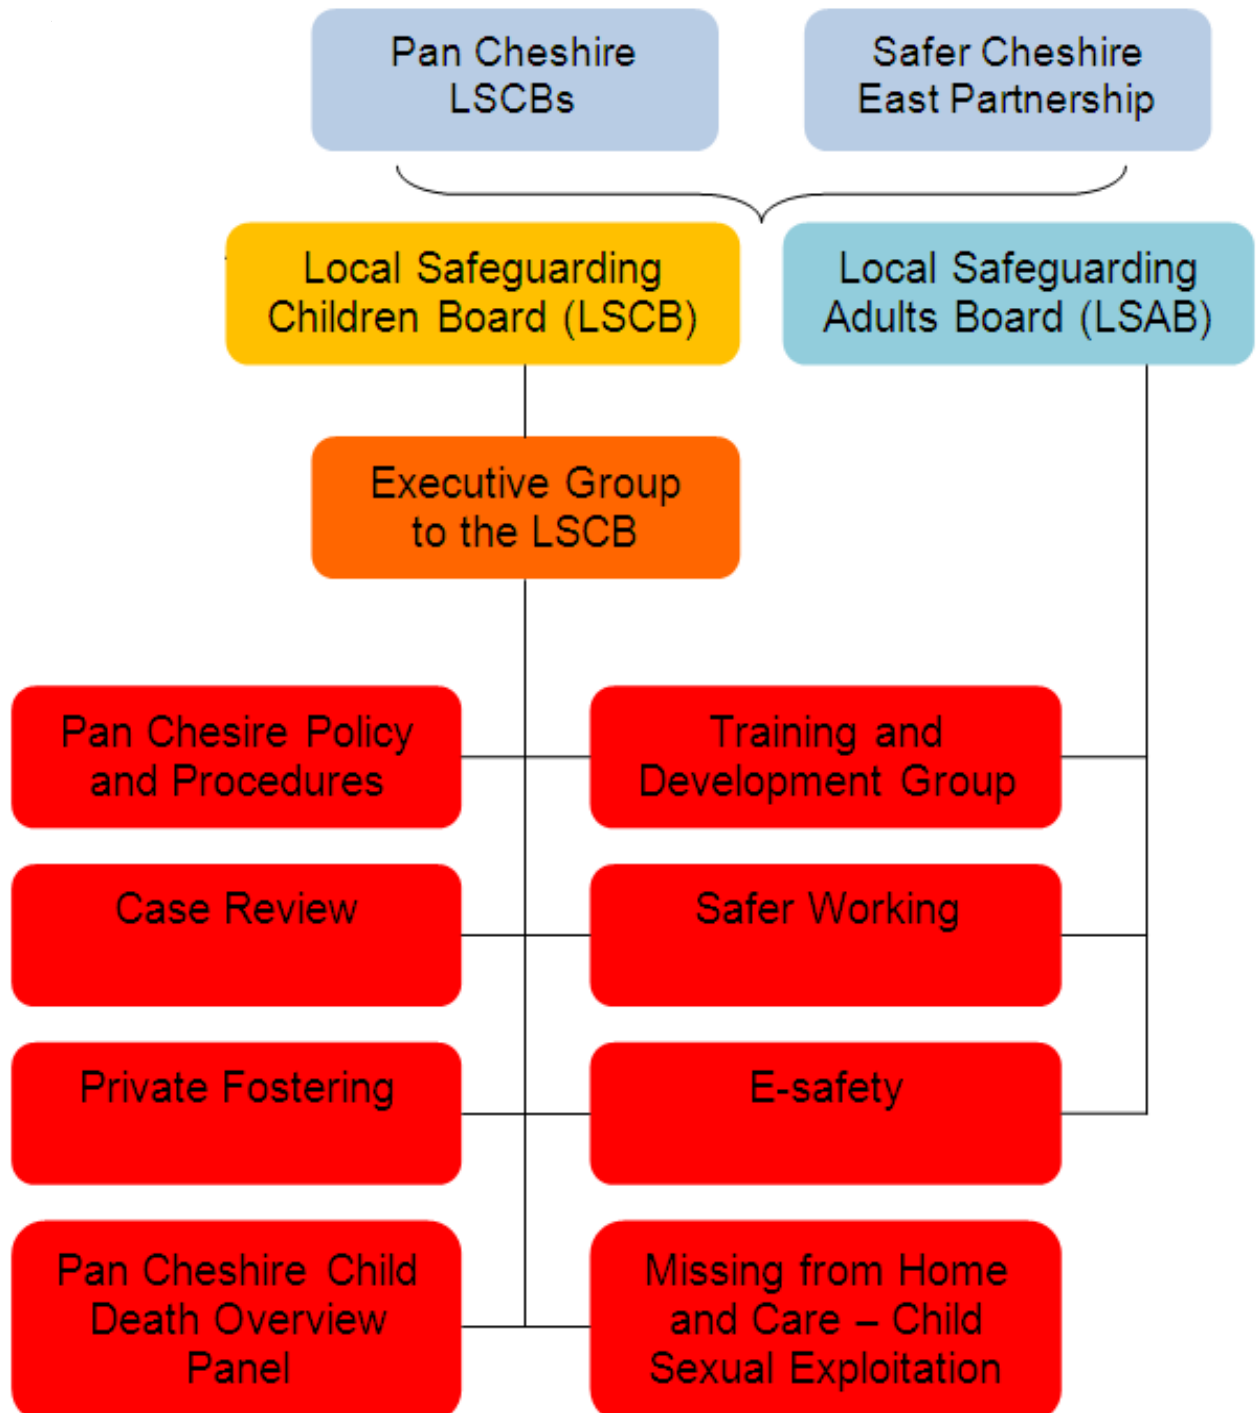 Pan Cheshire
LSCBs
Safer Cheshire
East Partnership
Local Safeguarding
Children Board (LSCB)
Local Safeguarding
Adults Board (LSAB)
Executive Group
to the LSCB
Pan Chesire Policy
and Procedures
Training and
Development Group
Case Review
Safer Working
Private Fostering
E-safety
Pan Cheshire Child
Death Overview
Panel
Missing from Home
and Care – Child
Sexual Exploitation